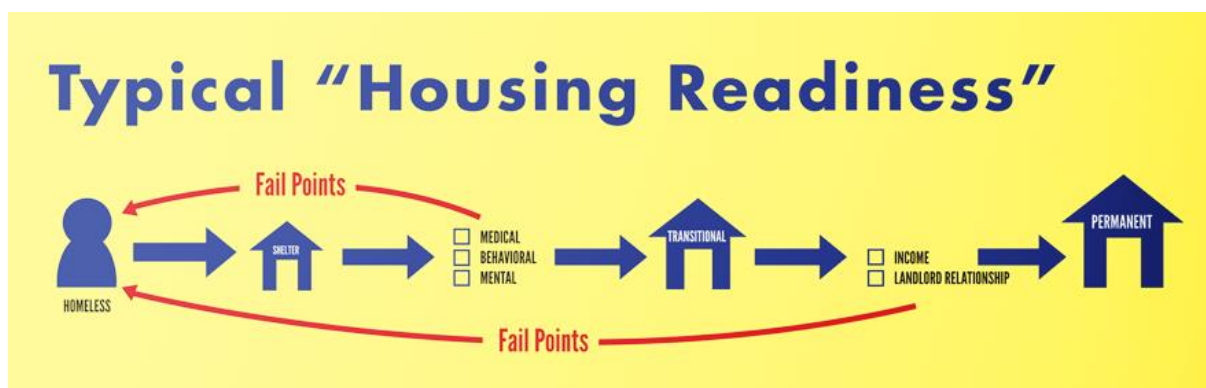 Typical “Housing Readiness”
Fail Points
HOMELESS
SHELTER
MEDICAL
BEHAVIORAL
MENTAL
TRANSITIONAL
INCOME
LANDLORD RELATIONSHIP
PERMANENT
Fail Points